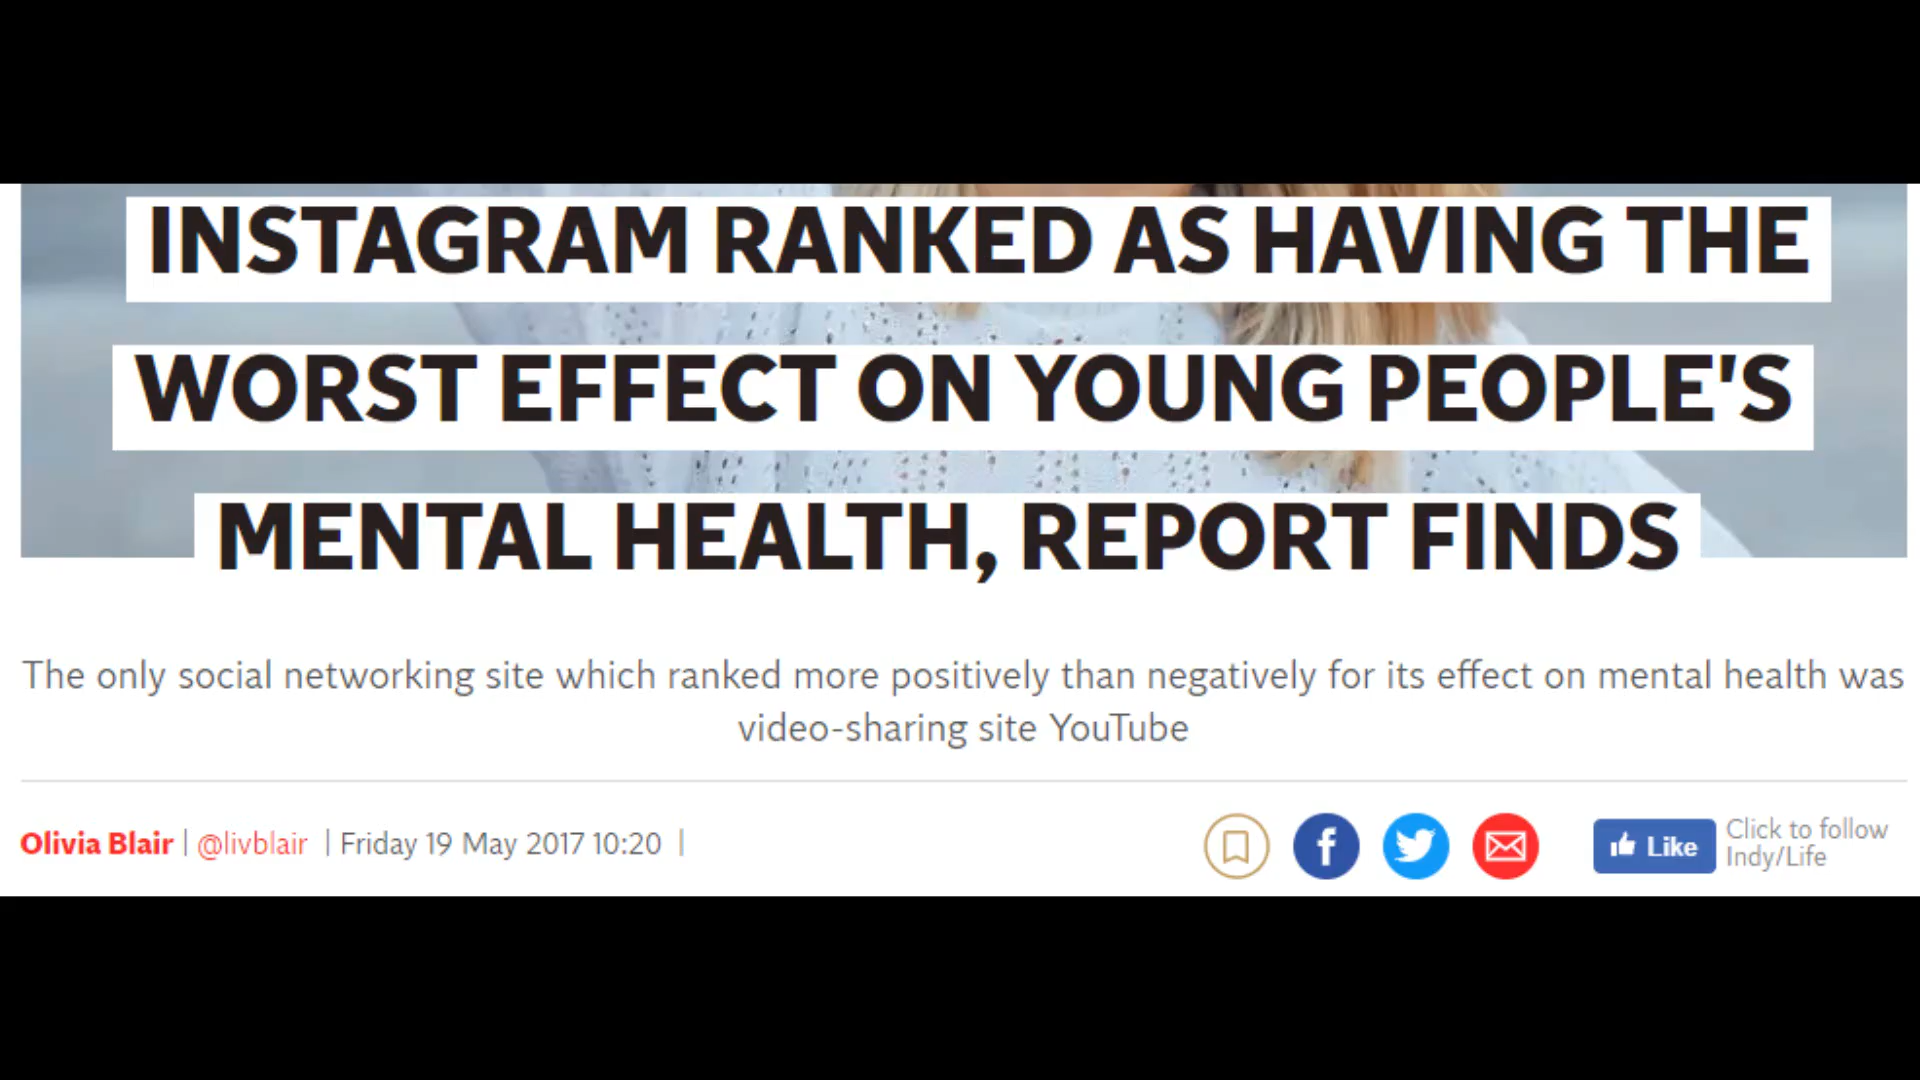 INSTAGRAM RANKED AS HAVING THE
WORST EFFECT ON YOUNG PEOPLE'S
MENTAL HEALTH, REPORT FINDS
The only social networking site which ranked more positively than negatively for its effect on mental health was
video-sharing site YouTube
Olivia Blair | @livblair | Friday 19 May 2017 10:20 |
f
Like
Click to follow
Indy/Life